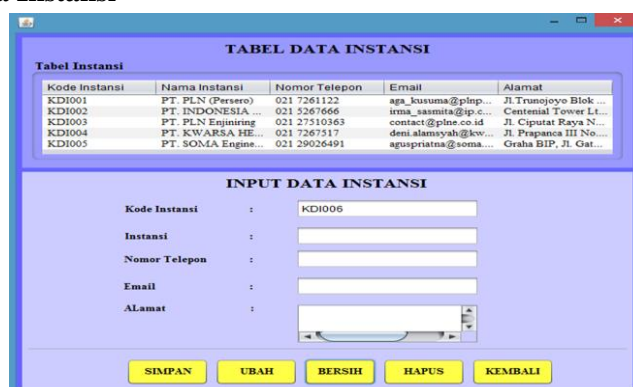 TABEL DATA INSTANSI
Tabel Instansi
Kode Instansi Nama Instansi Nomor Telepon Email Alamat
KDI001 PT. PLN (Persero) 021 7261122 aga_kusuma@plnp... Jl.Trunojoyo Blok ...
KDI002 PT. INDONESIA ... 021 5267666 irma_sasmita@ip.c... Centenial Tower Lt...
KDI003 PT. PLN Enjiniring 021 27510363 contact@plne.co.id Jl. Ciputat Raya N...
KDI004 PT. KWARSA HE... 021 7267517 deni.alamsyah@kw... Jl. Prapanca III No....
KDI005 PT. SOMA Engine... 021 29026491 aguspriatna@soma.... Graha BIP, Jl. Gat...
INPUT DATA INSTANSI
Kode Instansi : KDI006
Instansi :
Nomor Telepon :
Email :
ALamat :
SIMPAN UBAH BERSIH HAPUS KEMBALI